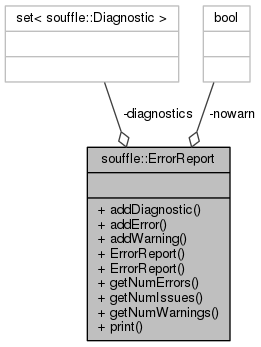 set< souffle::Diagnostic >
bool
-diagnostics
-nowarn
souffle::ErrorReport
+ addDiagnostic()
+ addError()
+ addWarning()
+ ErrorReport()
+ ErrorReport()
+ getNumErrors()
+ getNumIssues()
+ getNumWarnings()
+ print()